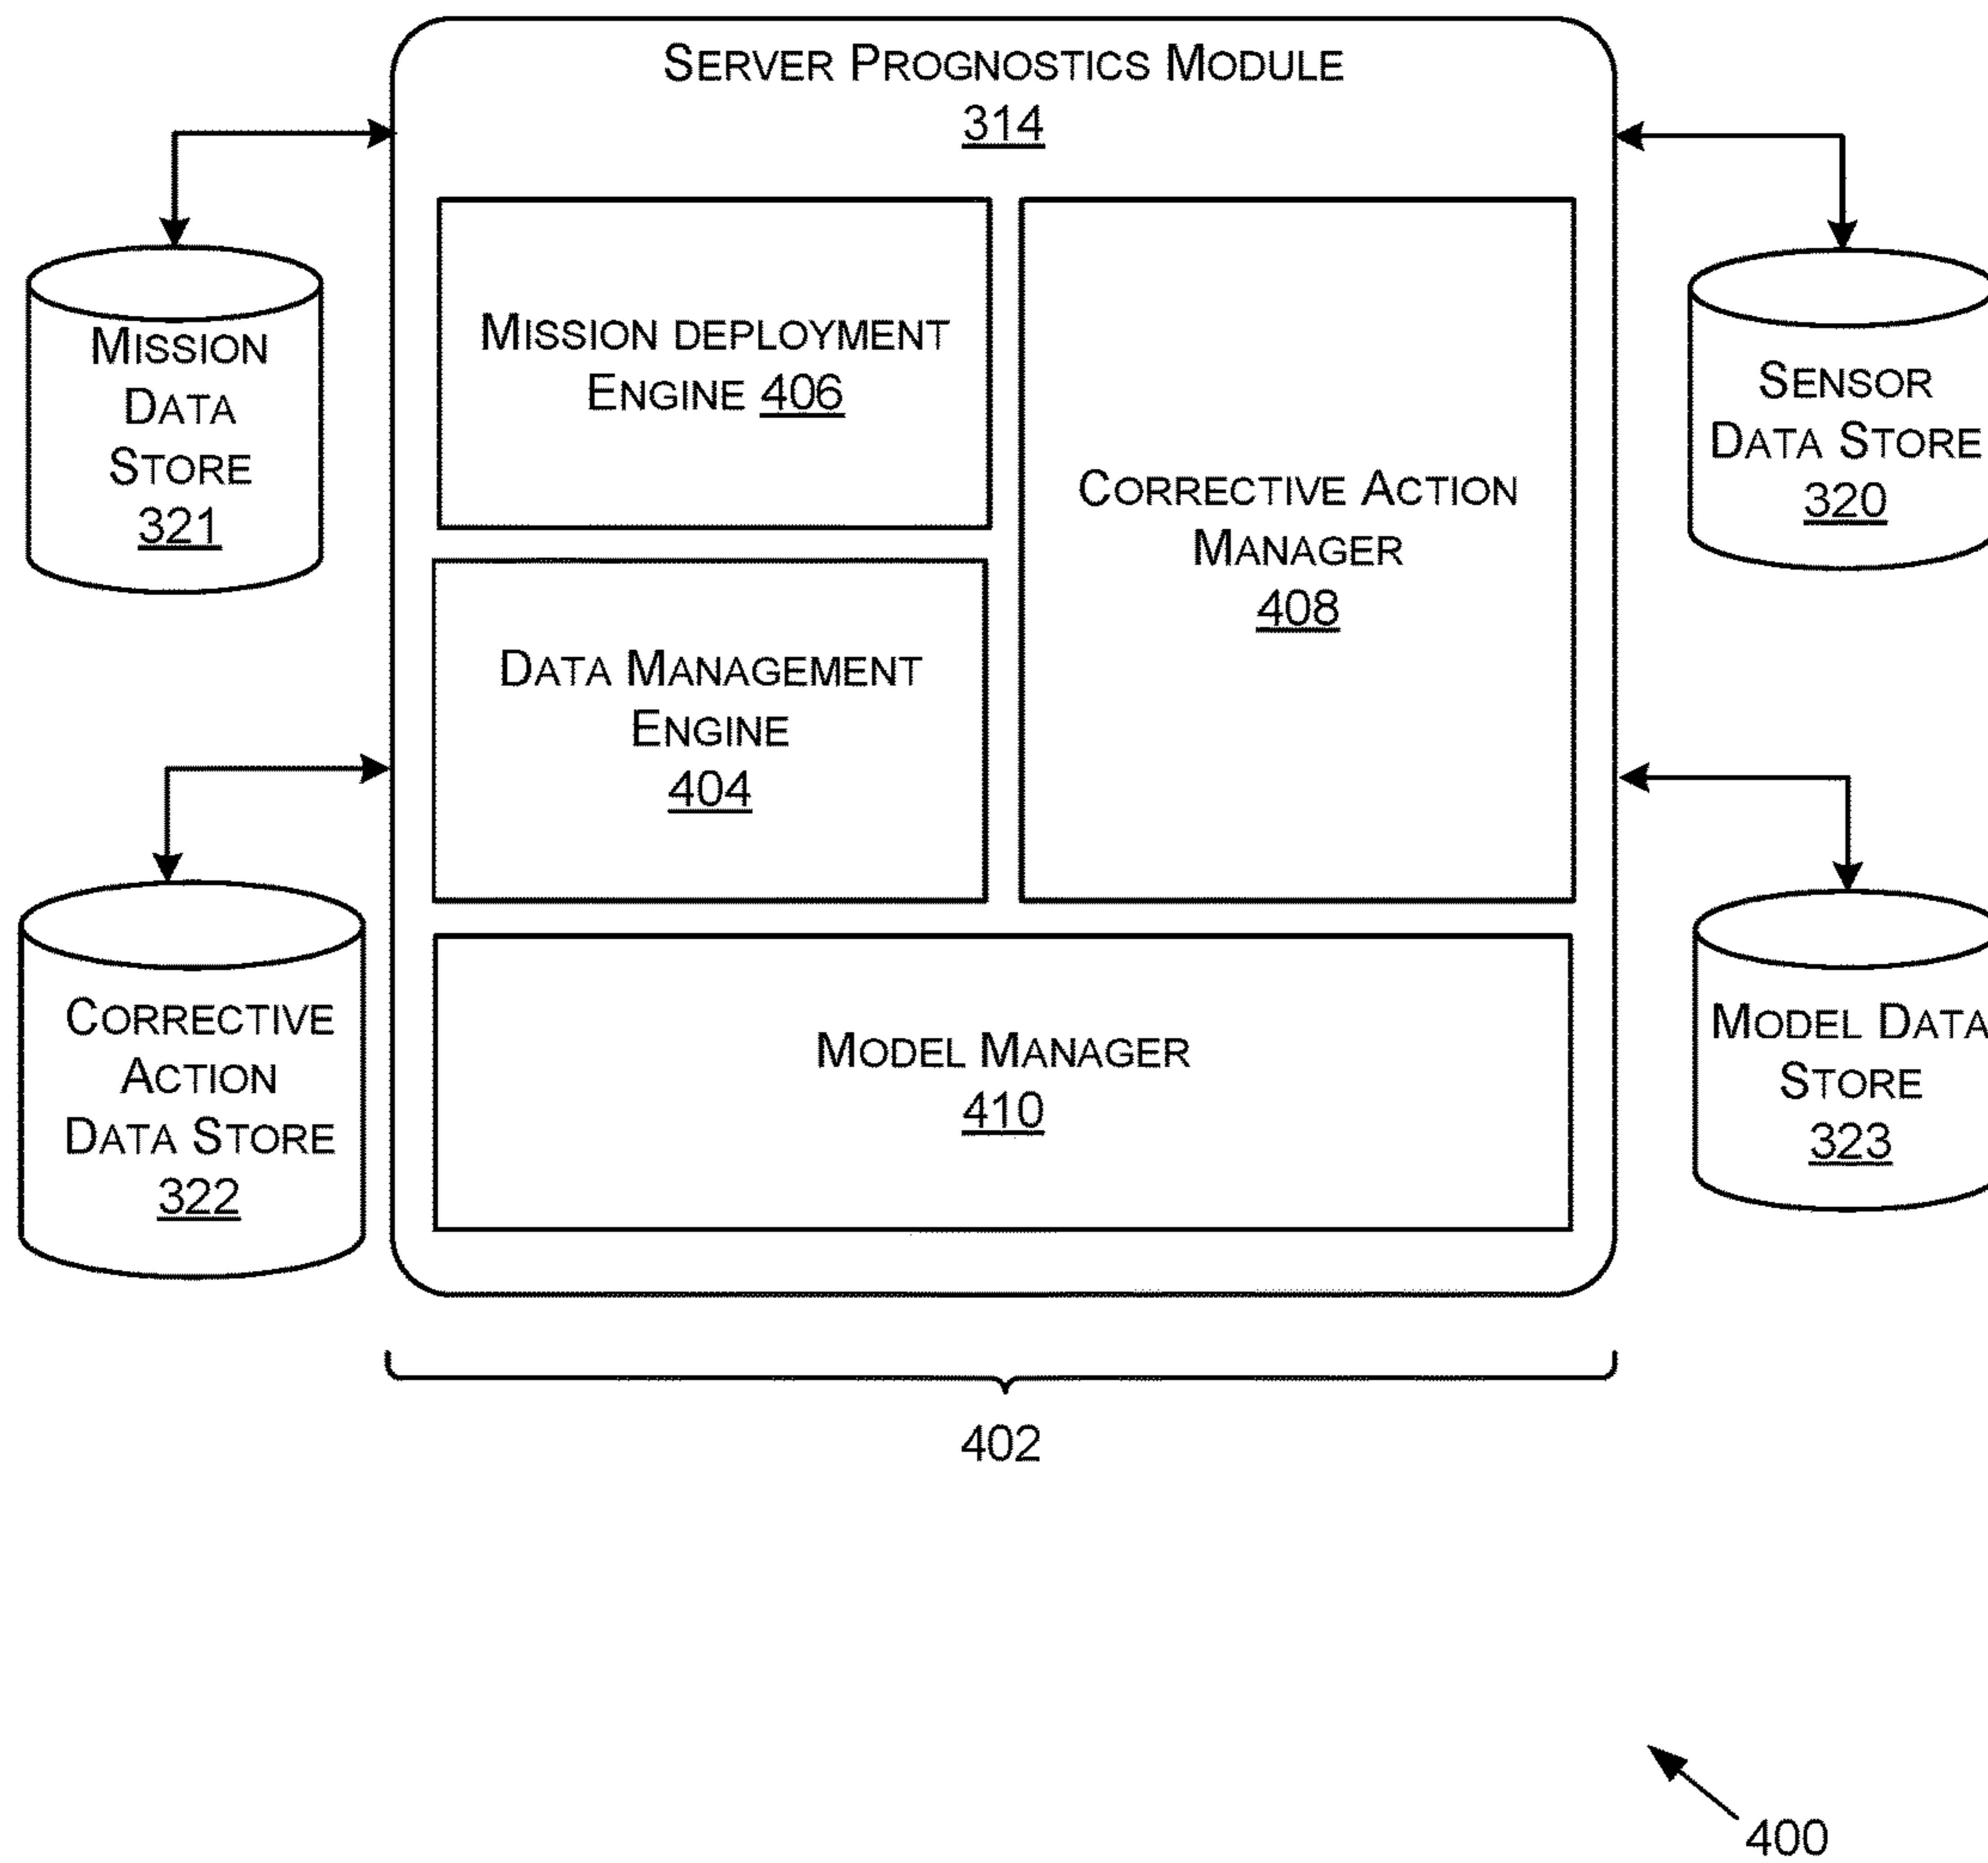 Server Prognostics Module
314
Mission deployment
Engine 406
Corrective Action
Manager
408
Data Management
Engine
404
Model Manager
410
Mission
Data
Store
321
Corrective
Action
Data Store
322
Sensor
Data Store
320
Model Data
Store
323
402
400